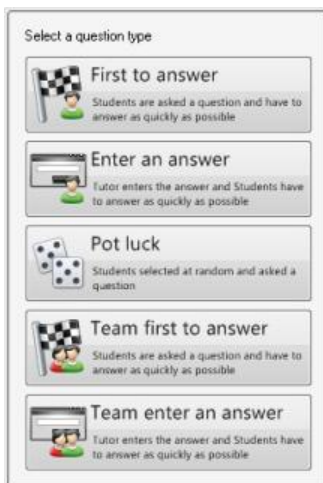 Select a question type
First to answer
Students are asked a question and have to
answer as quickly as possible
Enter an answer
Tutor enters the answer and Students have
to answer as quickly as possible
Pot luck
Students selected at random and asked a
question
Team first to answer
Students are asked a question and have to
answer as quickly as possible
Team enter an answer
Tutor enters the answer and Students have
to answer as quickly as possible